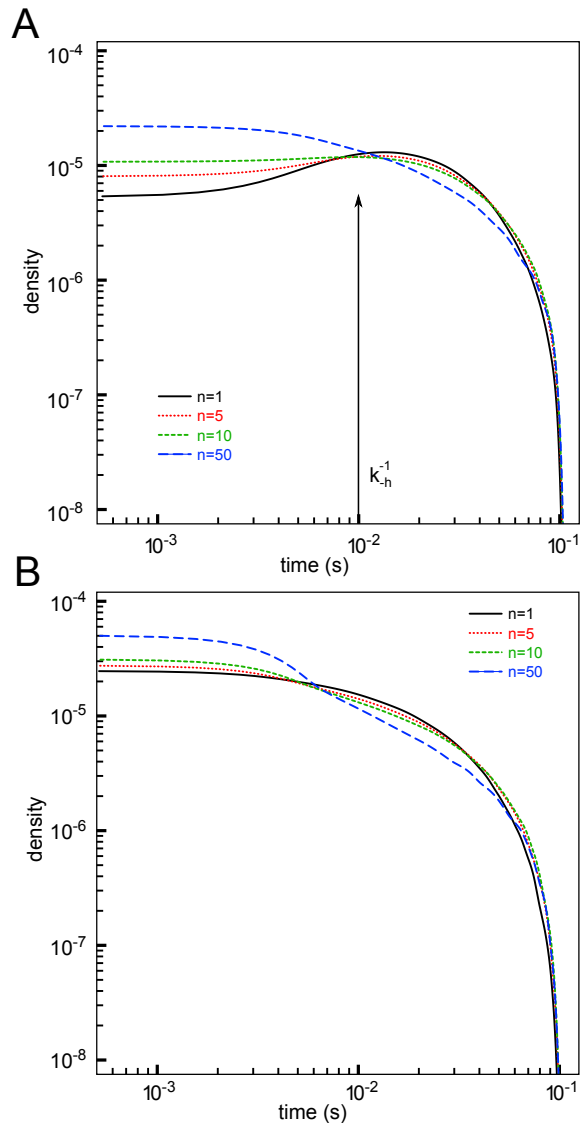 A
10⁻⁴
10⁻⁵
10⁻⁶
10⁻⁷
10⁻⁸
density
n=1
n=5
n=10
n=50
k₋ₕ⁻¹
10⁻³
10⁻²
10⁻¹
time (s)
B
10⁻⁴
10⁻⁵
10⁻⁶
10⁻⁷
10⁻⁸
density
n=1
n=5
n=10
n=50
10⁻³
10⁻²
10⁻¹
time (s)